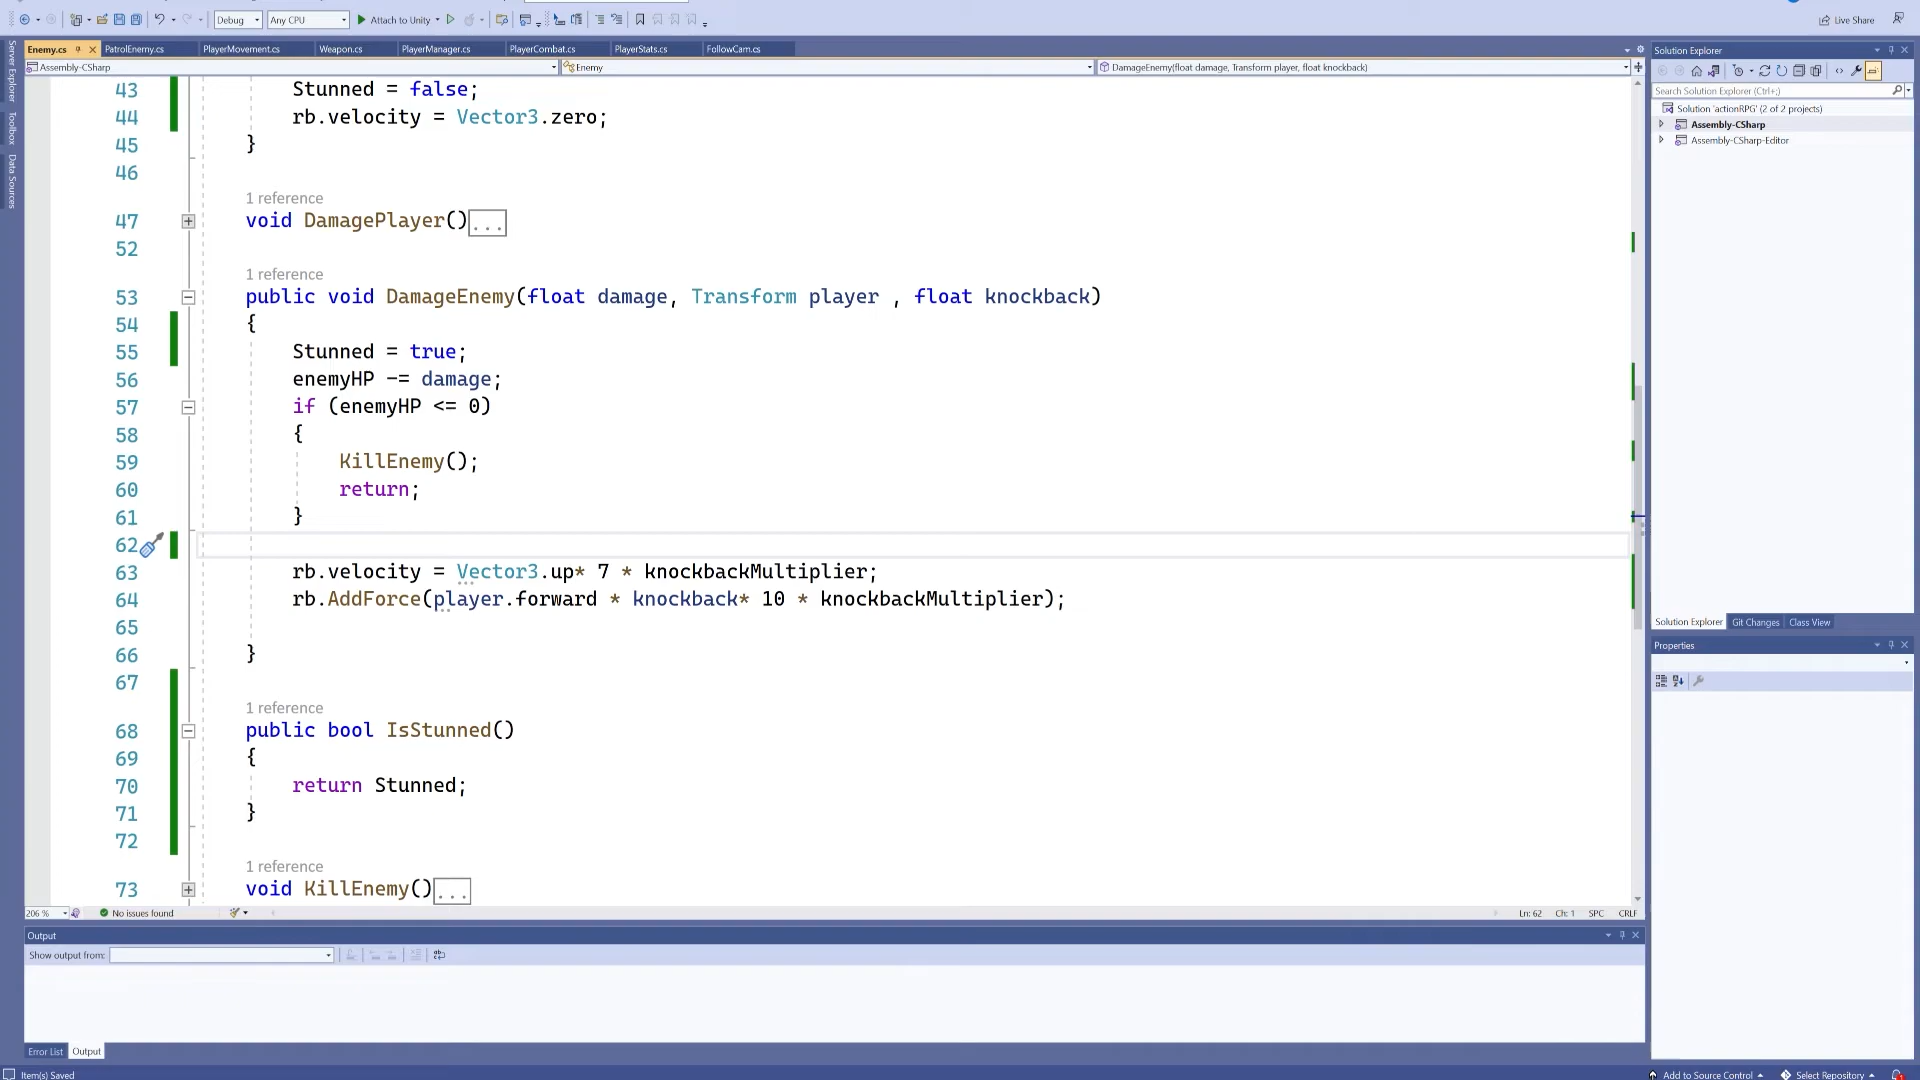 Debug
Any CPU
Attach to Unity
Live Share
Server Explorer
Toolbox
Data Sources
Enemy.cs
PatrolEnemy.cs
PlayerMovement.cs
Weapon.cs
PlayerManager.cs
PlayerCombat.cs
PlayerStats.cs
FollowCam.cs
Assembly-CSharp
Enemy
DamageEnemy(float damage, Transform player, float knockback)
43 Stunned = false;
44 rb.velocity = Vector3.zero;
45 }
46
1 reference
47 void DamagePlayer()...
52
1 reference
53 public void DamageEnemy(float damage, Transform player , float knockback)
54 {
55 Stunned = true;
56 enemyHP -= damage;
57 if (enemyHP <= 0)
58 {
59 KillEnemy();
60 return;
61 }
62
63 rb.velocity = Vector3.up* 7 * knockbackMultiplier;
64 rb.AddForce(player.forward * knockback* 10 * knockbackMultiplier);
65
66 }
67
1 reference
68 public bool IsStunned()
69 {
70 return Stunned;
71 }
72
1 reference
73 void KillEnemy()...
206 %
No issues found
Ln: 62 Ch: 1 SPC CRLF
Output
Show output from:
Error List
Output
Item(s) Saved
Add to Source Control
Select Repository
Solution Explorer
Search Solution Explorer (Ctrl+;)
Solution 'actionRPG' (2 of 2 projects)
Assembly-CSharp
Assembly-CSharp-Editor
Solution Explorer
Git Changes
Class View
Properties